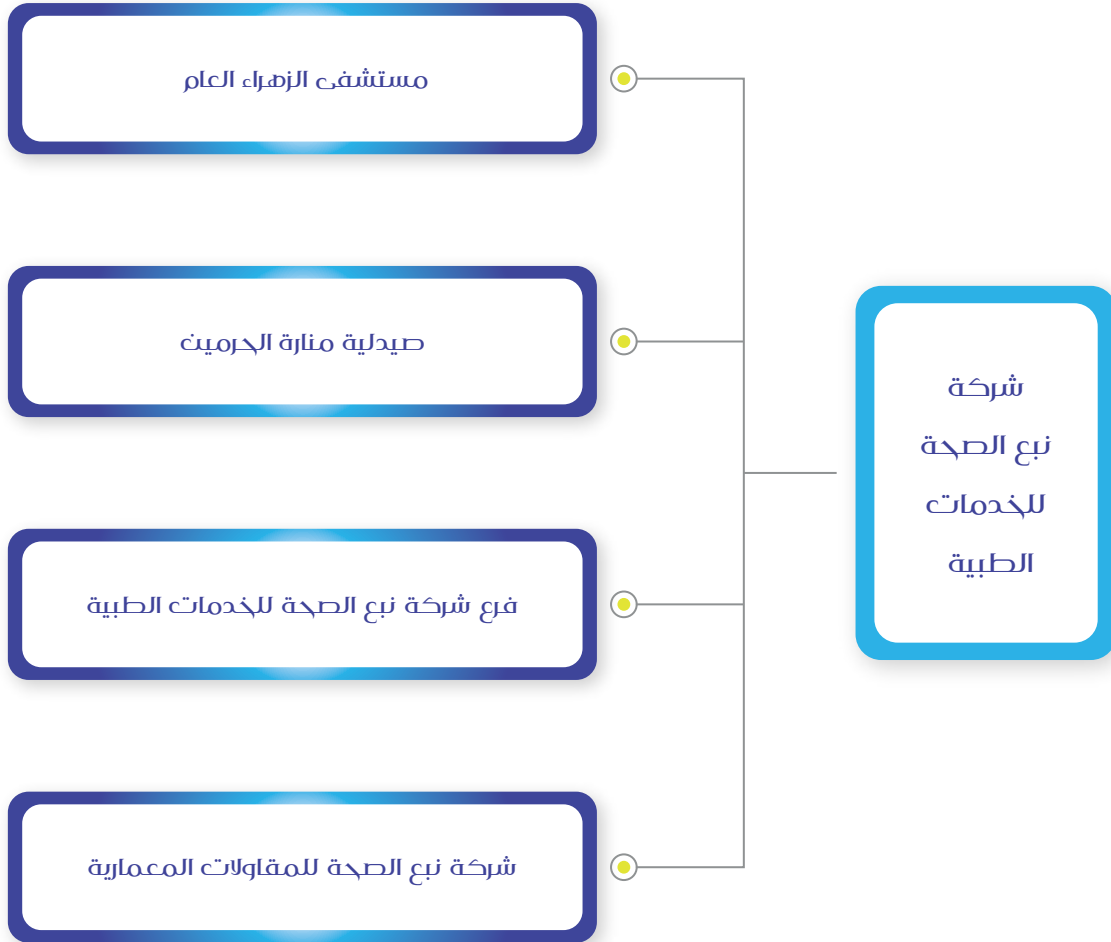 شركة
نبع الصحة
للخدمات
الطبية
مستشفى الزهراء العام
صيدلية منارة الحرمين
فرع شركة نبع الصحة للخدمات الطبية
شركة نبع الصحة للمقاولات المعمارية